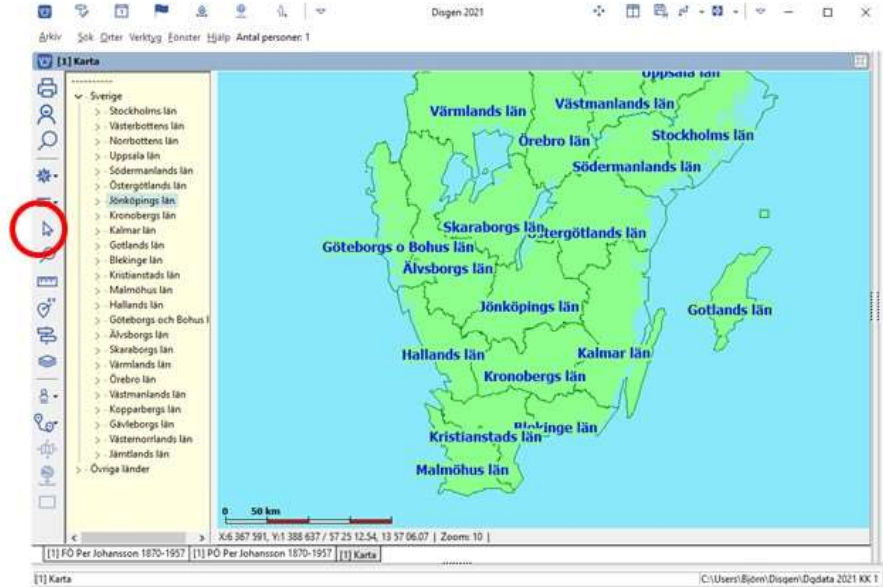 Disgen 2021
Arkiv Sök Orter Verktyg Fönster Hjälp Antal personer: 1
[1] Karta
Sverige
Stockholms län
Västerbottens län
Norrbottens län
Uppsala län
Södermanlands län
Östergötlands län
Jönköpings län
Kronobergs län
Kalmar län
Gotlands län
Blekinge län
Kristianstads län
Malmöhus län
Hallands län
Göteborgs och Bohus l
Älvsborgs län
Skaraborgs län
Värmlands län
Örebro län
Västmanlands län
Kopparbergs län
Gävleborgs län
Västernorrlands län
Jämtlands län
Övriga länder
Uppsala län
Värmlands län
Västmanlands län
Örebro län
Stockholms län
Södermanlands län
Skaraborgs län
stergötlands län
Göteborgs o Bohus län
Älvsborgs län
Jönköpings län
Gotlands län
Hallands län
Kalmar län
Kronobergs län
Blekinge län
Kristianstads län
Malmöhus län
0 50 km
X:6 367 591, Y:1 388 637 / 57 25 12.54, 13 57 06.07 | Zoom: 10 |
[1] FÖ Per Johansson 1870-1957 [1] PÖ Per Johansson 1870-1957 [1] Karta
[1] Karta C:\Users\Björn\Disgen\Dgdata 2021 KK 1